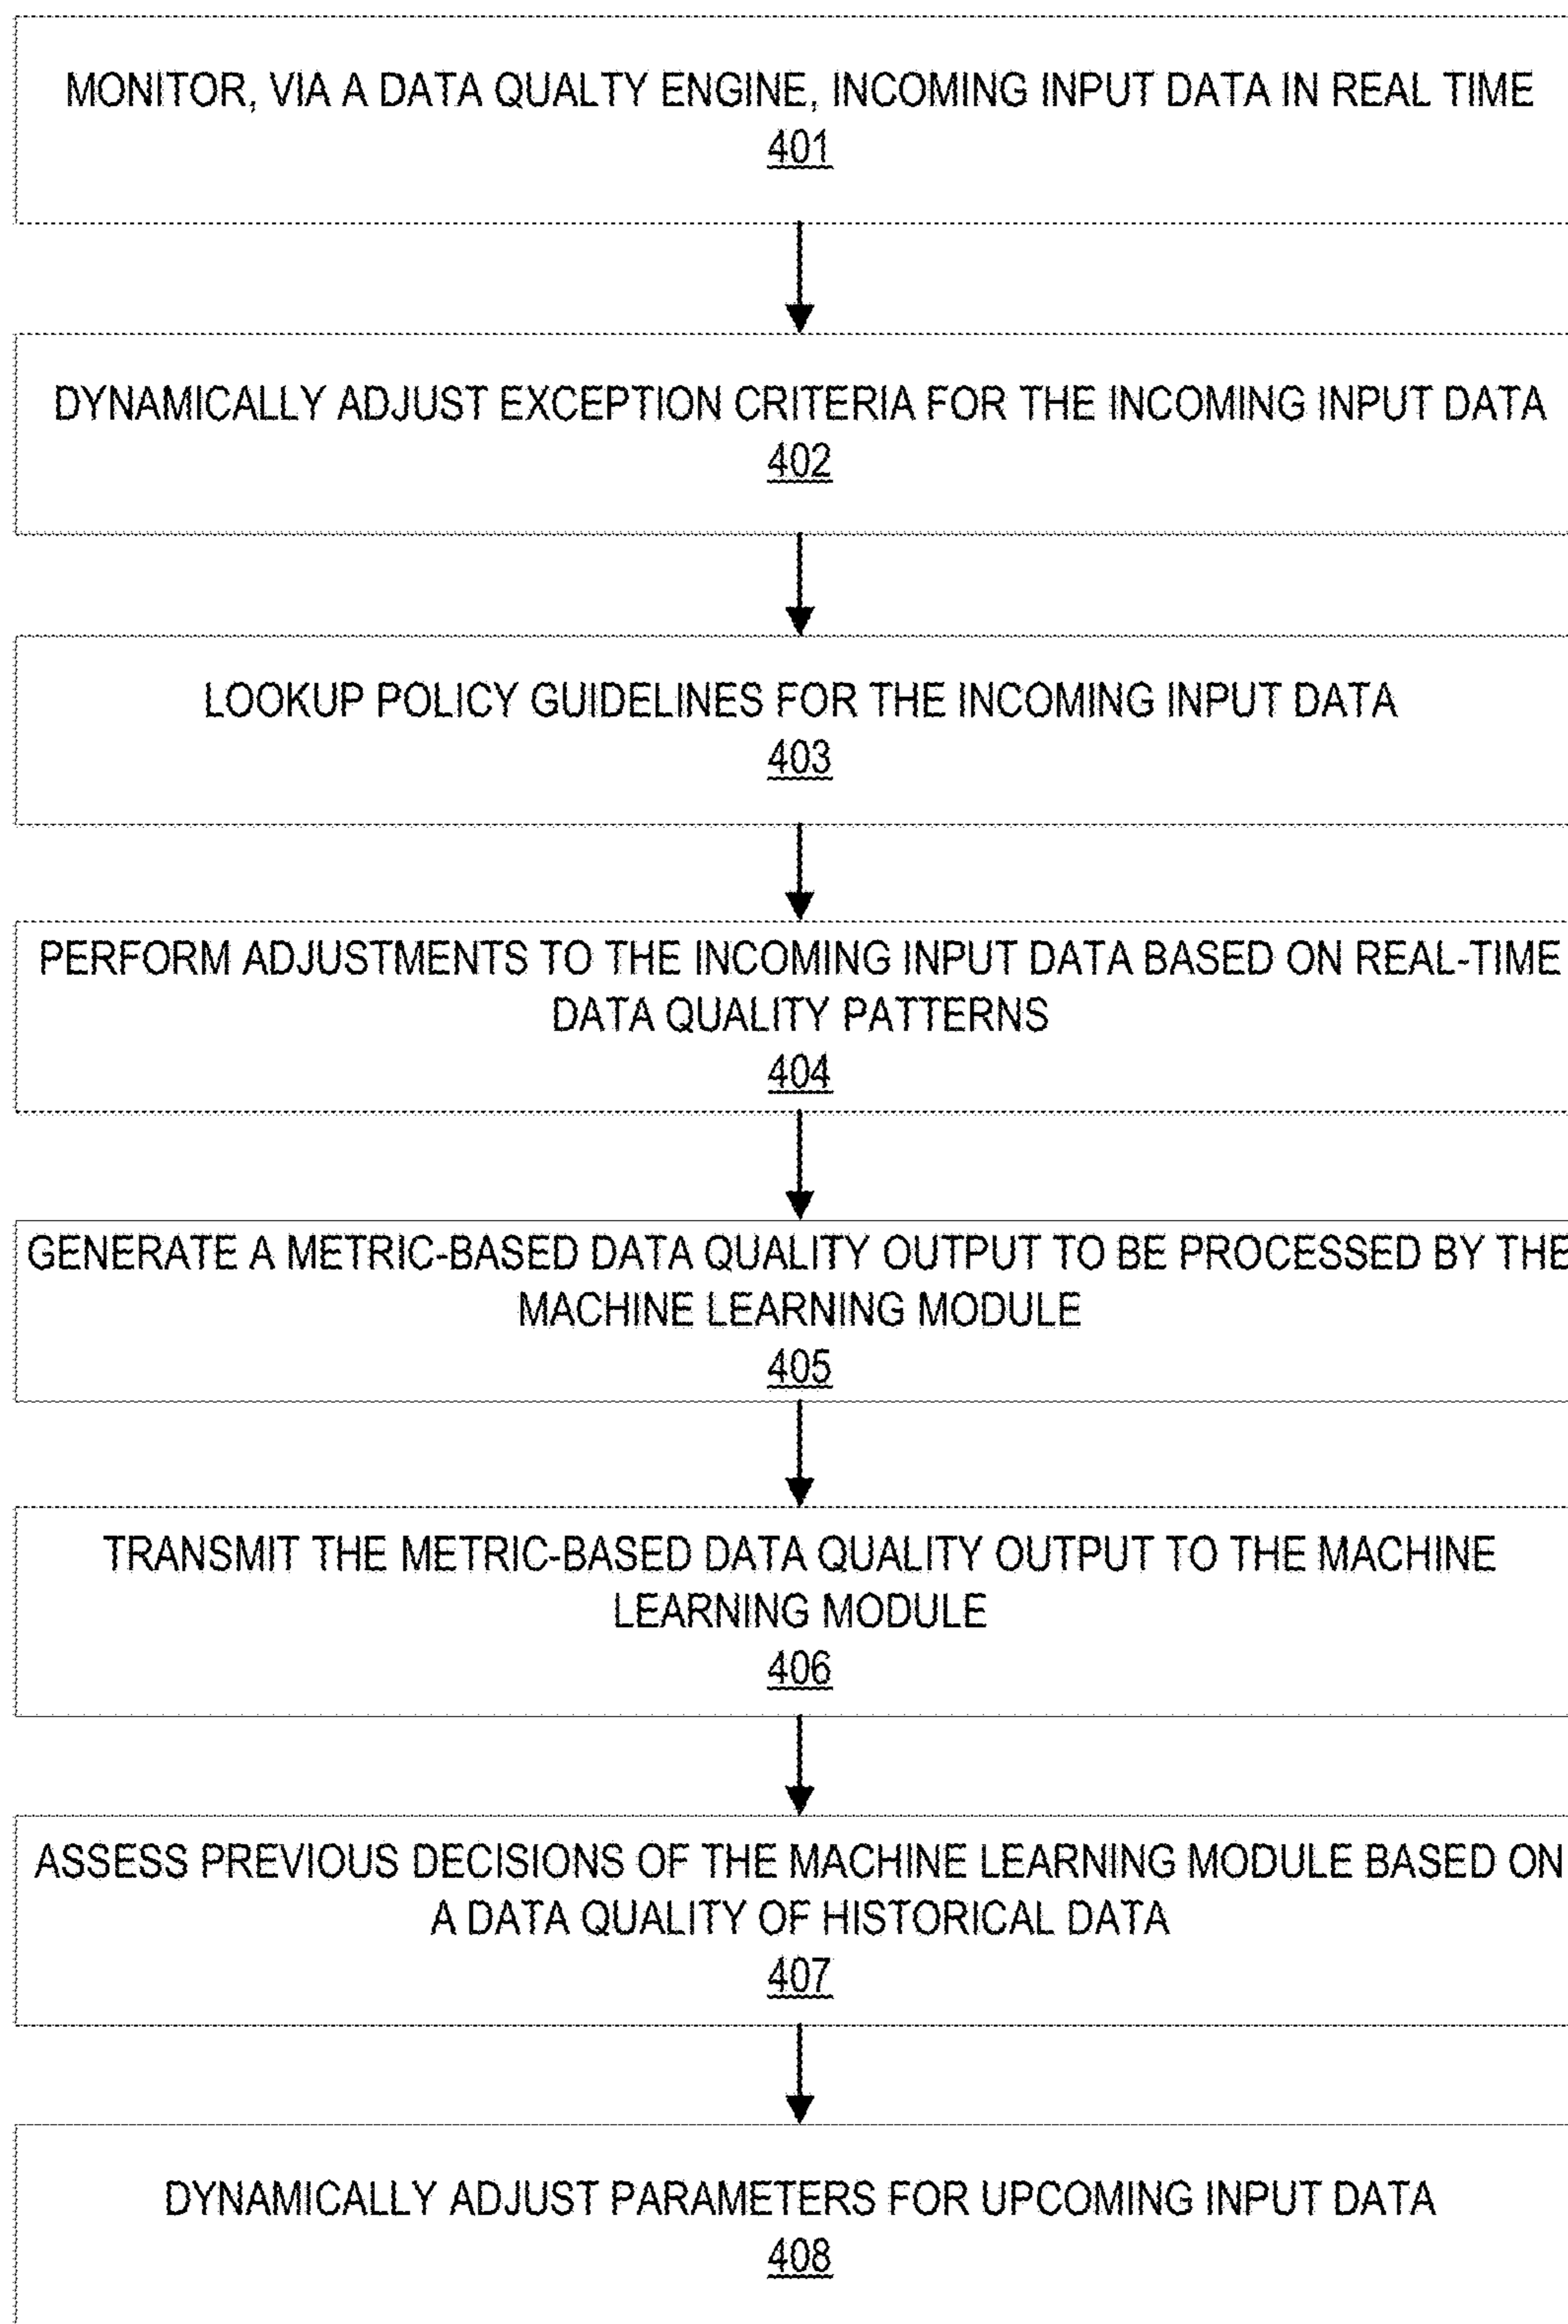 MONITOR, VIA A DATA QUALTY ENGINE, INCOMING INPUT DATA IN REAL TIME
401
DYNAMICALLY ADJUST EXCEPTION CRITERIA FOR THE INCOMING INPUT DATA
402
LOOKUP POLICY GUIDELINES FOR THE INCOMING INPUT DATA
403
PERFORM ADJUSTMENTS TO THE INCOMING INPUT DATA BASED ON REAL-TIME
DATA QUALITY PATTERNS
404
GENERATE A METRIC-BASED DATA QUALITY OUTPUT TO BE PROCESSED BY THE
MACHINE LEARNING MODULE
405
TRANSMIT THE METRIC-BASED DATA QUALITY OUTPUT TO THE MACHINE
LEARNING MODULE
406
ASSESS PREVIOUS DECISIONS OF THE MACHINE LEARNING MODULE BASED ON
A DATA QUALITY OF HISTORICAL DATA
407
DYNAMICALLY ADJUST PARAMETERS FOR UPCOMING INPUT DATA
408